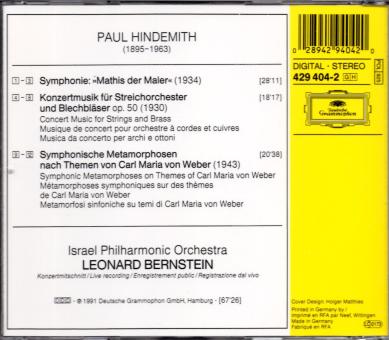 PAUL HINDEMITH
(1895–1963)
1 - 3 Symphonie: »Mathis der Maler« (1934) [28'11]
Konzertmusik für Streichorchester [18'17]
und Blechbläser op. 50 (1930)
Concert Music for Strings and Brass
Musique de concert pour orchestre à cordes et cuivres
Musica da concerto per archi e ottoni
Symphonische Metamorphosen [20'38]
nach Themen von Carl Maria von Weber (1943)
Symphonic Metamorphoses on Themes of Carl Maria von Weber
Métamorphoses symphoniques sur des thèmes
de Carl Maria von Weber
Metamorfosi sinfoniche su temi di Carl Maria von Weber
Israel Philharmonic Orchestra
LEONARD BERNSTEIN
Konzertmitschnitt / Live recording / Enregistrement public / Registrazione dal vivo
DDD · ℗ 1991 Deutsche Grammophon GmbH, Hamburg · [67'26]
0 28942 94042 0
DIGITAL · STEREO
429 404-2 GH
Deutsche
Grammophon
Cover Design: Holger Matthies
Printed in Germany by /
Imprimé en RFA par Neef, Wittingen
Made in Germany
Fabriqué en RFA